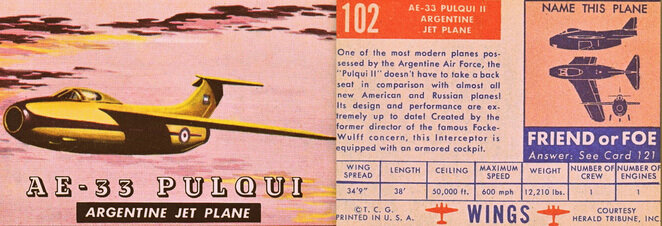 AE-33 PULQUI
ARGENTINE JET PLANE
102
AE-33 PULQUI II
ARGENTINE
JET PLANE
One of the most modern planes pos-
sessed by the Argentine Air Force, the
"Pulqui II" doesn't have to take a back
seat in comparison with almost all
new American and Russian planes!
Its design and performance are ex-
tremely up to date! Created by the
former director of the famous Focke-
Wulff concern, this Interceptor is
equipped with an armored cockpit.
NAME THIS PLANE
FRIEND or FOE
Answer: See Card 121
WING SPREAD LENGTH CEILING MAXIMUM SPEED WEIGHT NUMBER OF CREW NUMBER OF ENGINES
34'9" 38' 50,000 ft. 600 mph 12,210 lbs. 1 1
©T. C. G.
PRINTED IN U. S. A.
WINGS
COURTESY
HERALD TRIBUNE, INC.